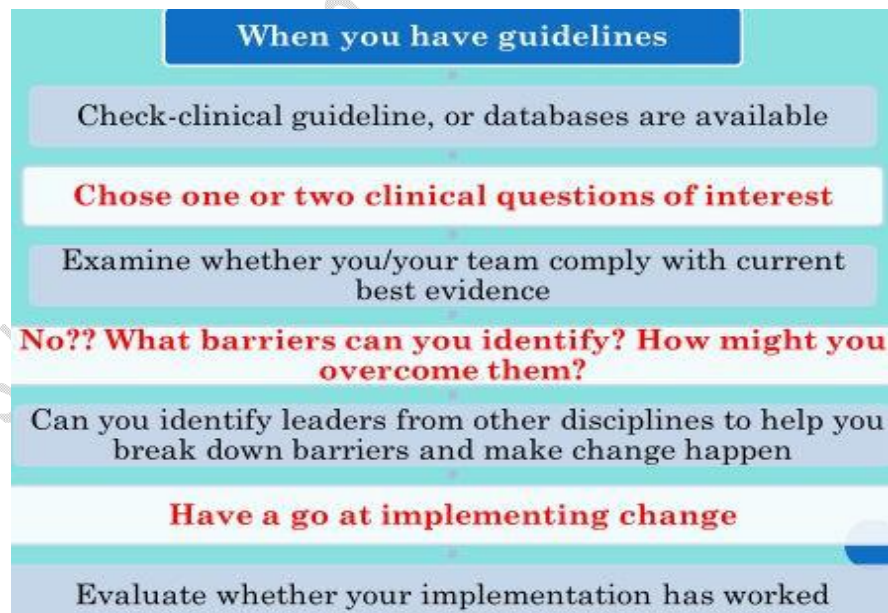 When you have guidelines
Check-clinical guideline, or databases are available
Chose one or two clinical questions of interest
Examine whether you/your team comply with current
best evidence
No?? What barriers can you identify? How might you
overcome them?
Can you identify leaders from other disciplines to help you
break down barriers and make change happen
Have a go at implementing change
Evaluate whether your implementation has worked